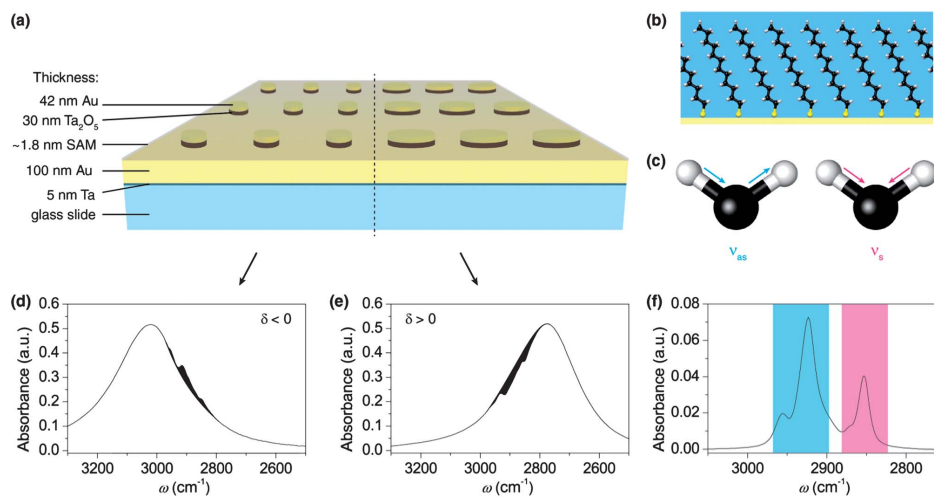 (a)
Thickness:
42 nm Au
30 nm Ta₂O₅
~1.8 nm SAM
100 nm Au
5 nm Ta
glass slide
(b)
(c)
νas
νs
(d)
δ < 0
Absorbance (a.u.)
0.6
0.5
0.4
0.3
0.2
0.1
0.0
3200 3000 2800 2600
ω (cm⁻¹)
(e)
δ > 0
Absorbance (a.u.)
0.6
0.5
0.4
0.3
0.2
0.1
0.0
3200 3000 2800 2600
ω (cm⁻¹)
(f)
Absorbance (a.u.)
0.08
0.06
0.04
0.02
0.00
3000 2900 2800
ω (cm⁻¹)